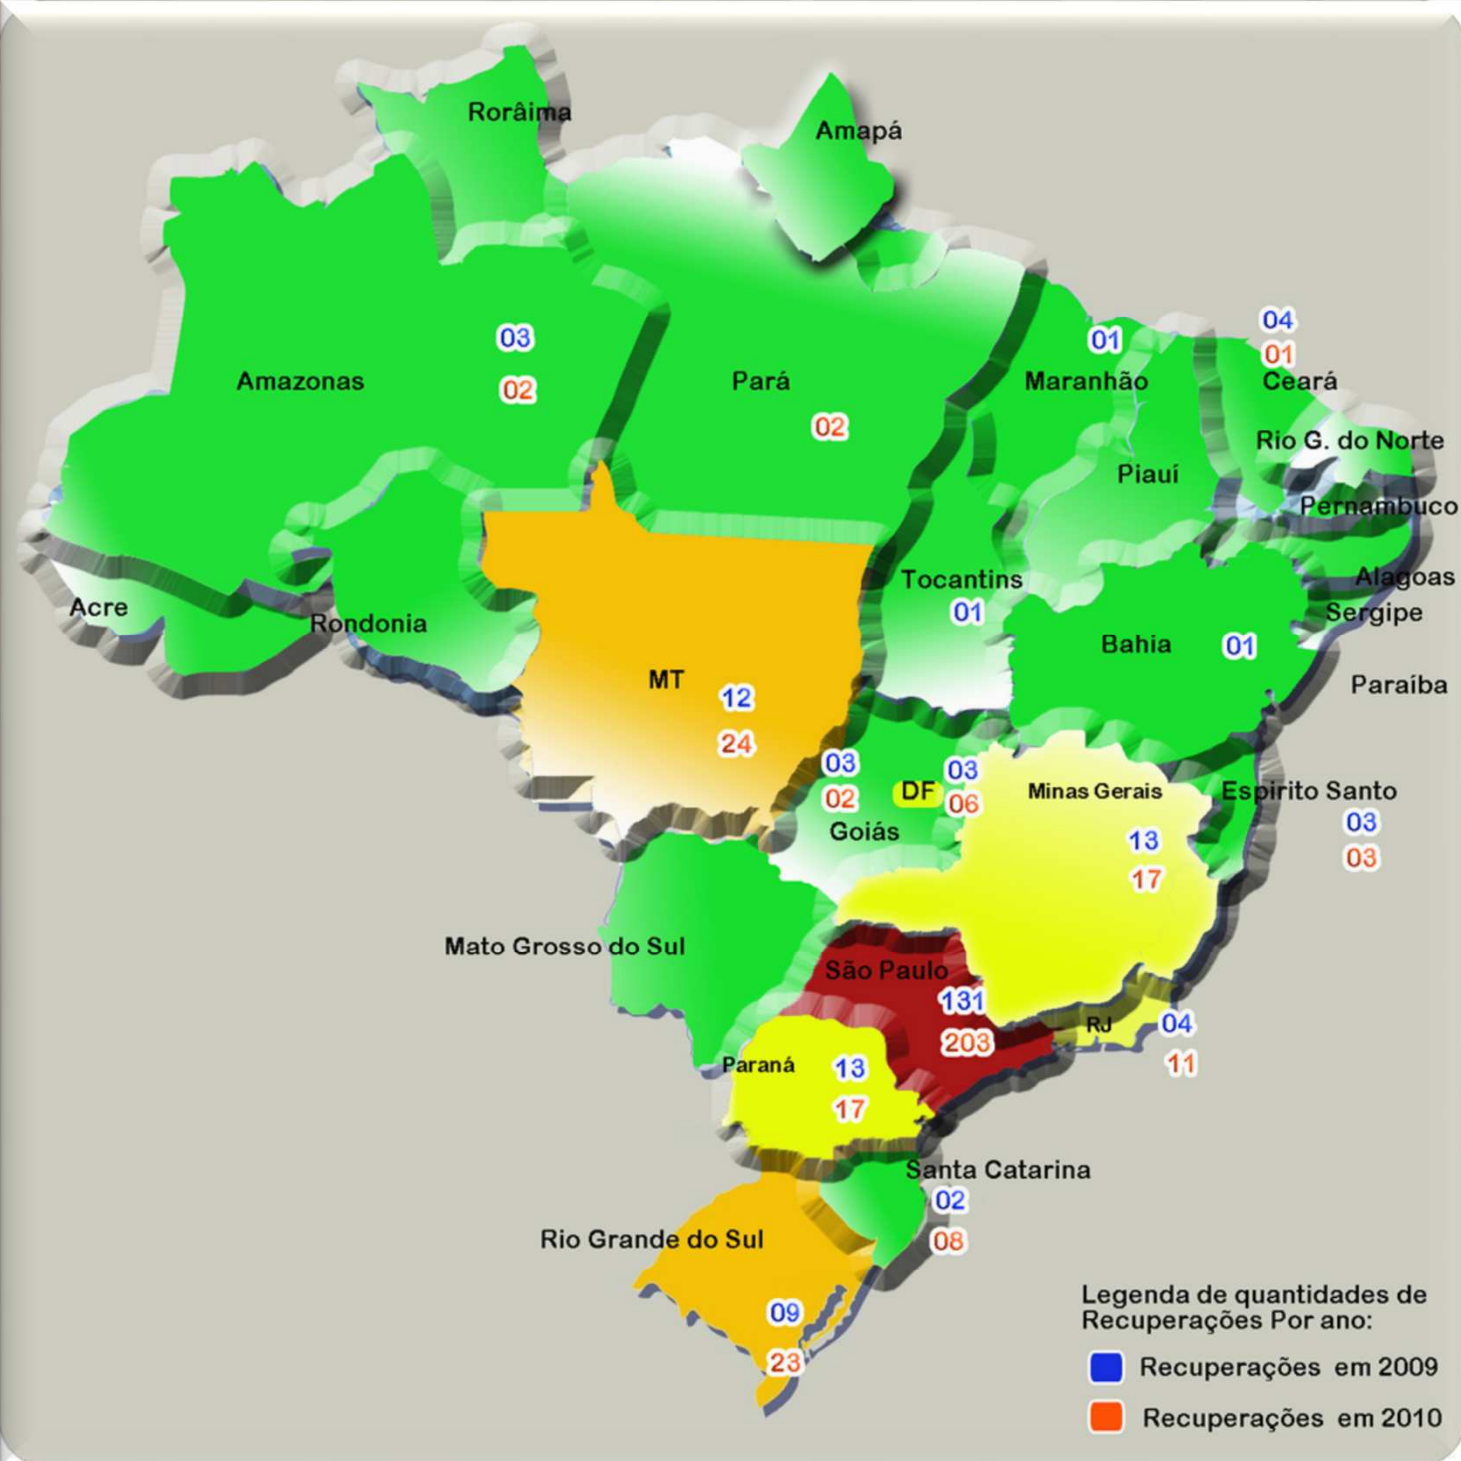 Rorâima
Amapá
03
02
Amazonas
Pará
02
01
Maranhão
04
01
Ceará
Rio G. do Norte
Piauí
Pernambuco
Tocantins
01
Alagoas
Sergipe
Acre
Rondonia
Bahia
01
Paraíba
MT
12
24
03
02
Goiás
DF
03
06
Minas Gerais
13
17
Espirito Santo
03
03
Mato Grosso do Sul
São Paulo
131
203
RJ
04
11
Paraná
13
17
Santa Catarina
02
08
Rio Grande do Sul
09
23
Legenda de quantidades de
Recuperações Por ano:
Recuperações em 2009
Recuperações em 2010